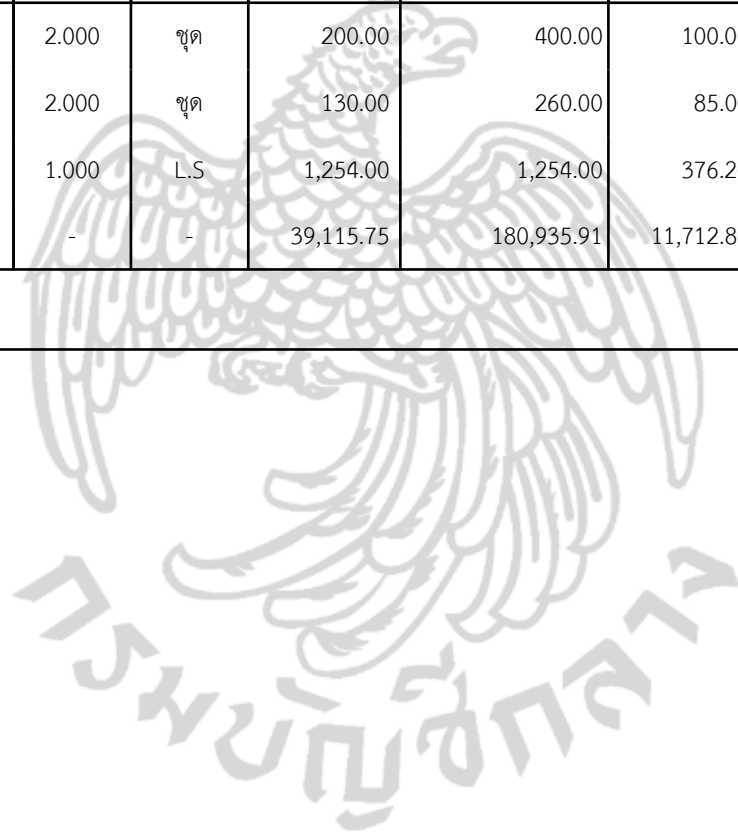 2.000 ชุด 200.00 400.00 100.0
2.000 ชุด 130.00 260.00 85.0
1.000 L.S 1,254.00 1,254.00 376.2
- - 39,115.75 180,935.91 11,712.8
กรมบัญชีกลาง